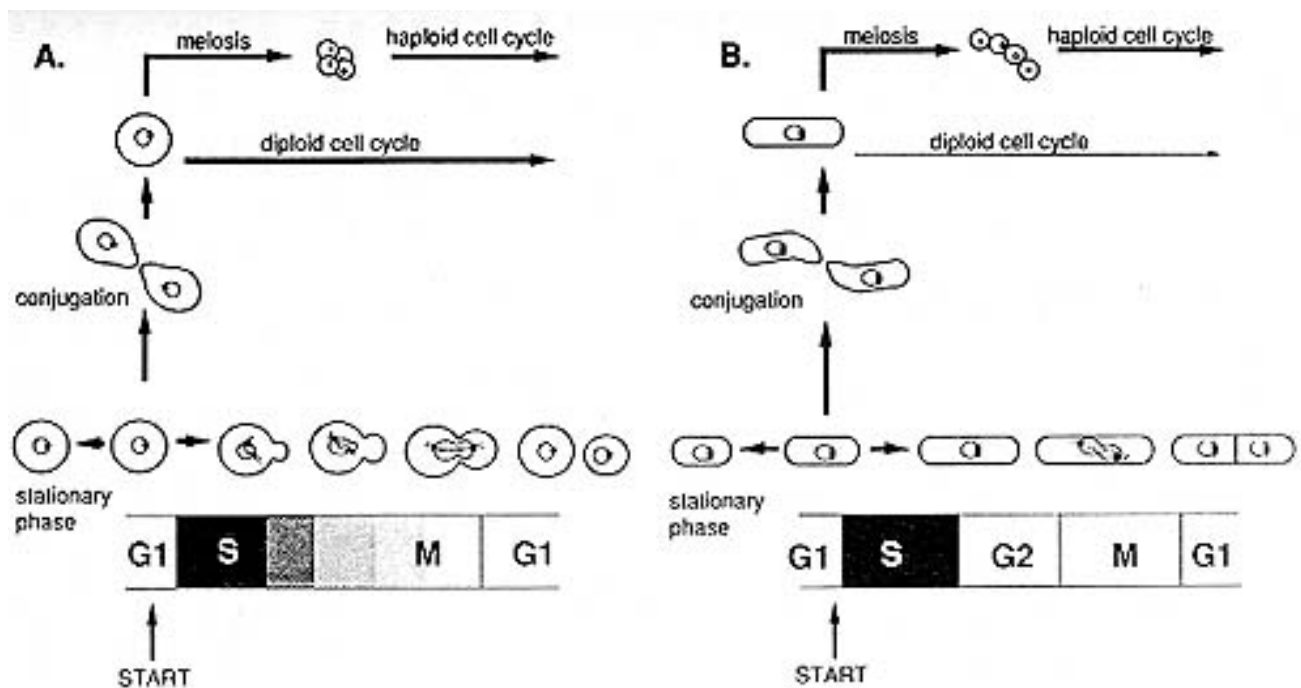 A.
meiosis
haploid cell cycle
diploid cell cycle
conjugation
stationary
phase
G1 S M G1
START
B.
meiosis
haploid cell cycle
diploid cell cycle
conjugation
stationary
phase
G1 S G2 M G1
START